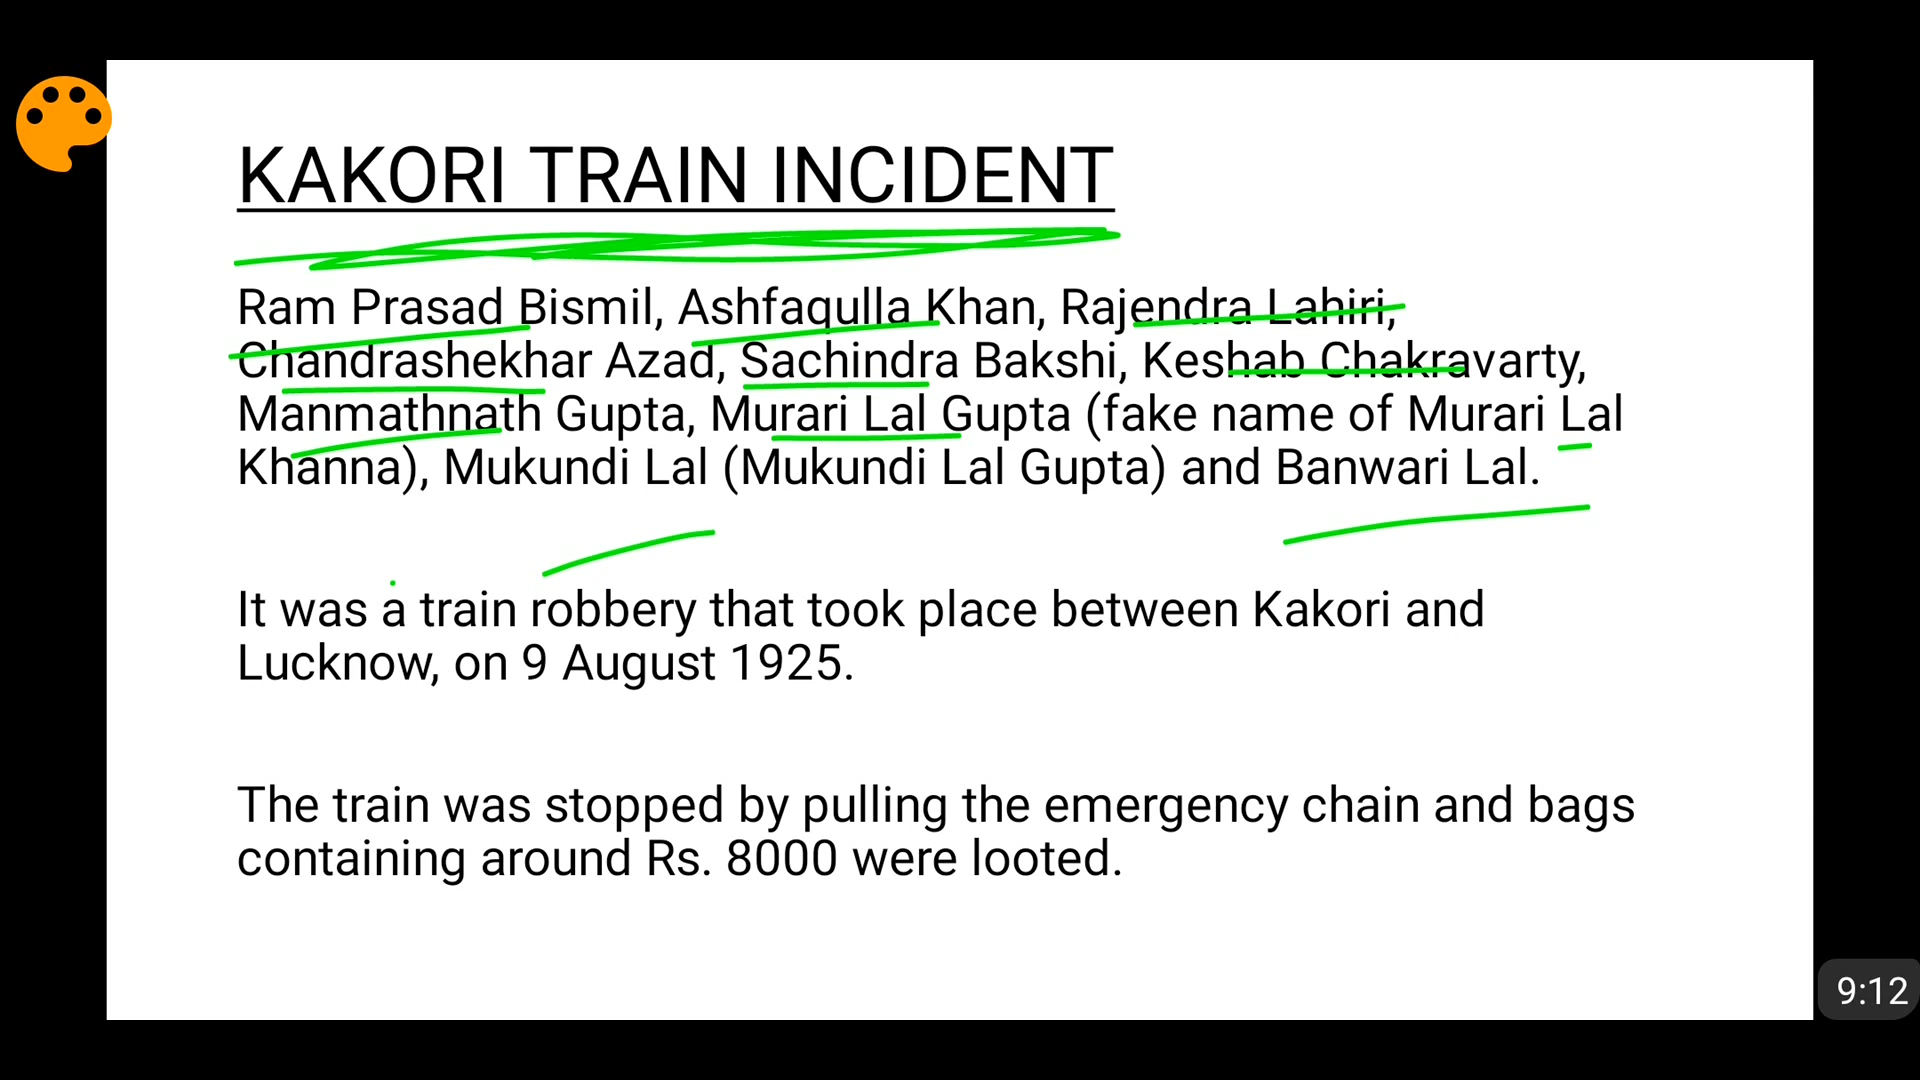 KAKORI TRAIN INCIDENT
Ram Prasad Bismil, Ashfaqulla Khan, Rajendra Lahiri,
Chandrashekhar Azad, Sachindra Bakshi, Keshab Chakravarty,
Manmathnath Gupta, Murari Lal Gupta (fake name of Murari Lal
Khanna), Mukundi Lal (Mukundi Lal Gupta) and Banwari Lal.
It was a train robbery that took place between Kakori and
Lucknow, on 9 August 1925.
The train was stopped by pulling the emergency chain and bags
containing around Rs. 8000 were looted.
9:12